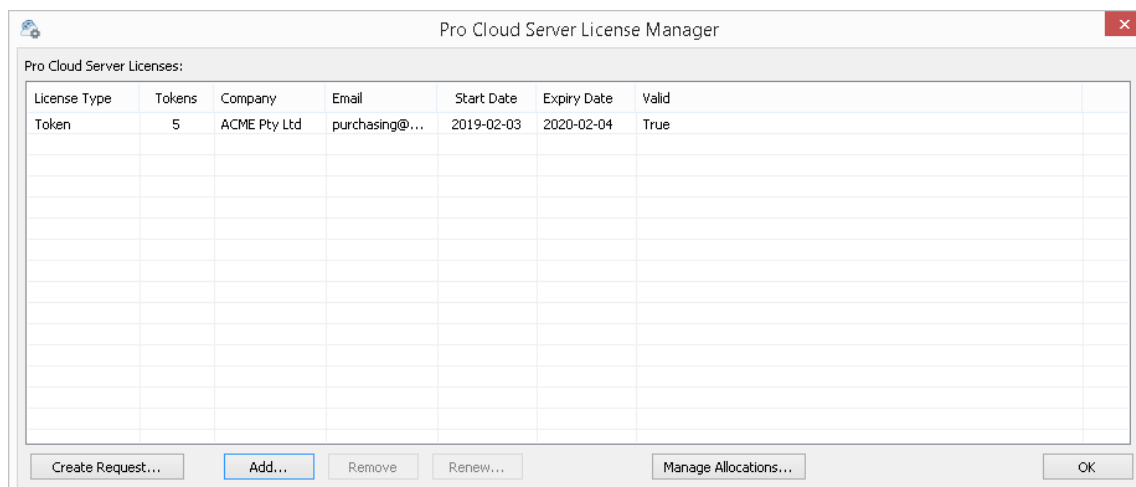 Pro Cloud Server License Manager
Pro Cloud Server Licenses:
License Type Tokens Company Email Start Date Expiry Date Valid
Token 5 ACME Pty Ltd purchasing@... 2019-02-03 2020-02-04 True
Create Request... Add... Remove Renew... Manage Allocations... OK